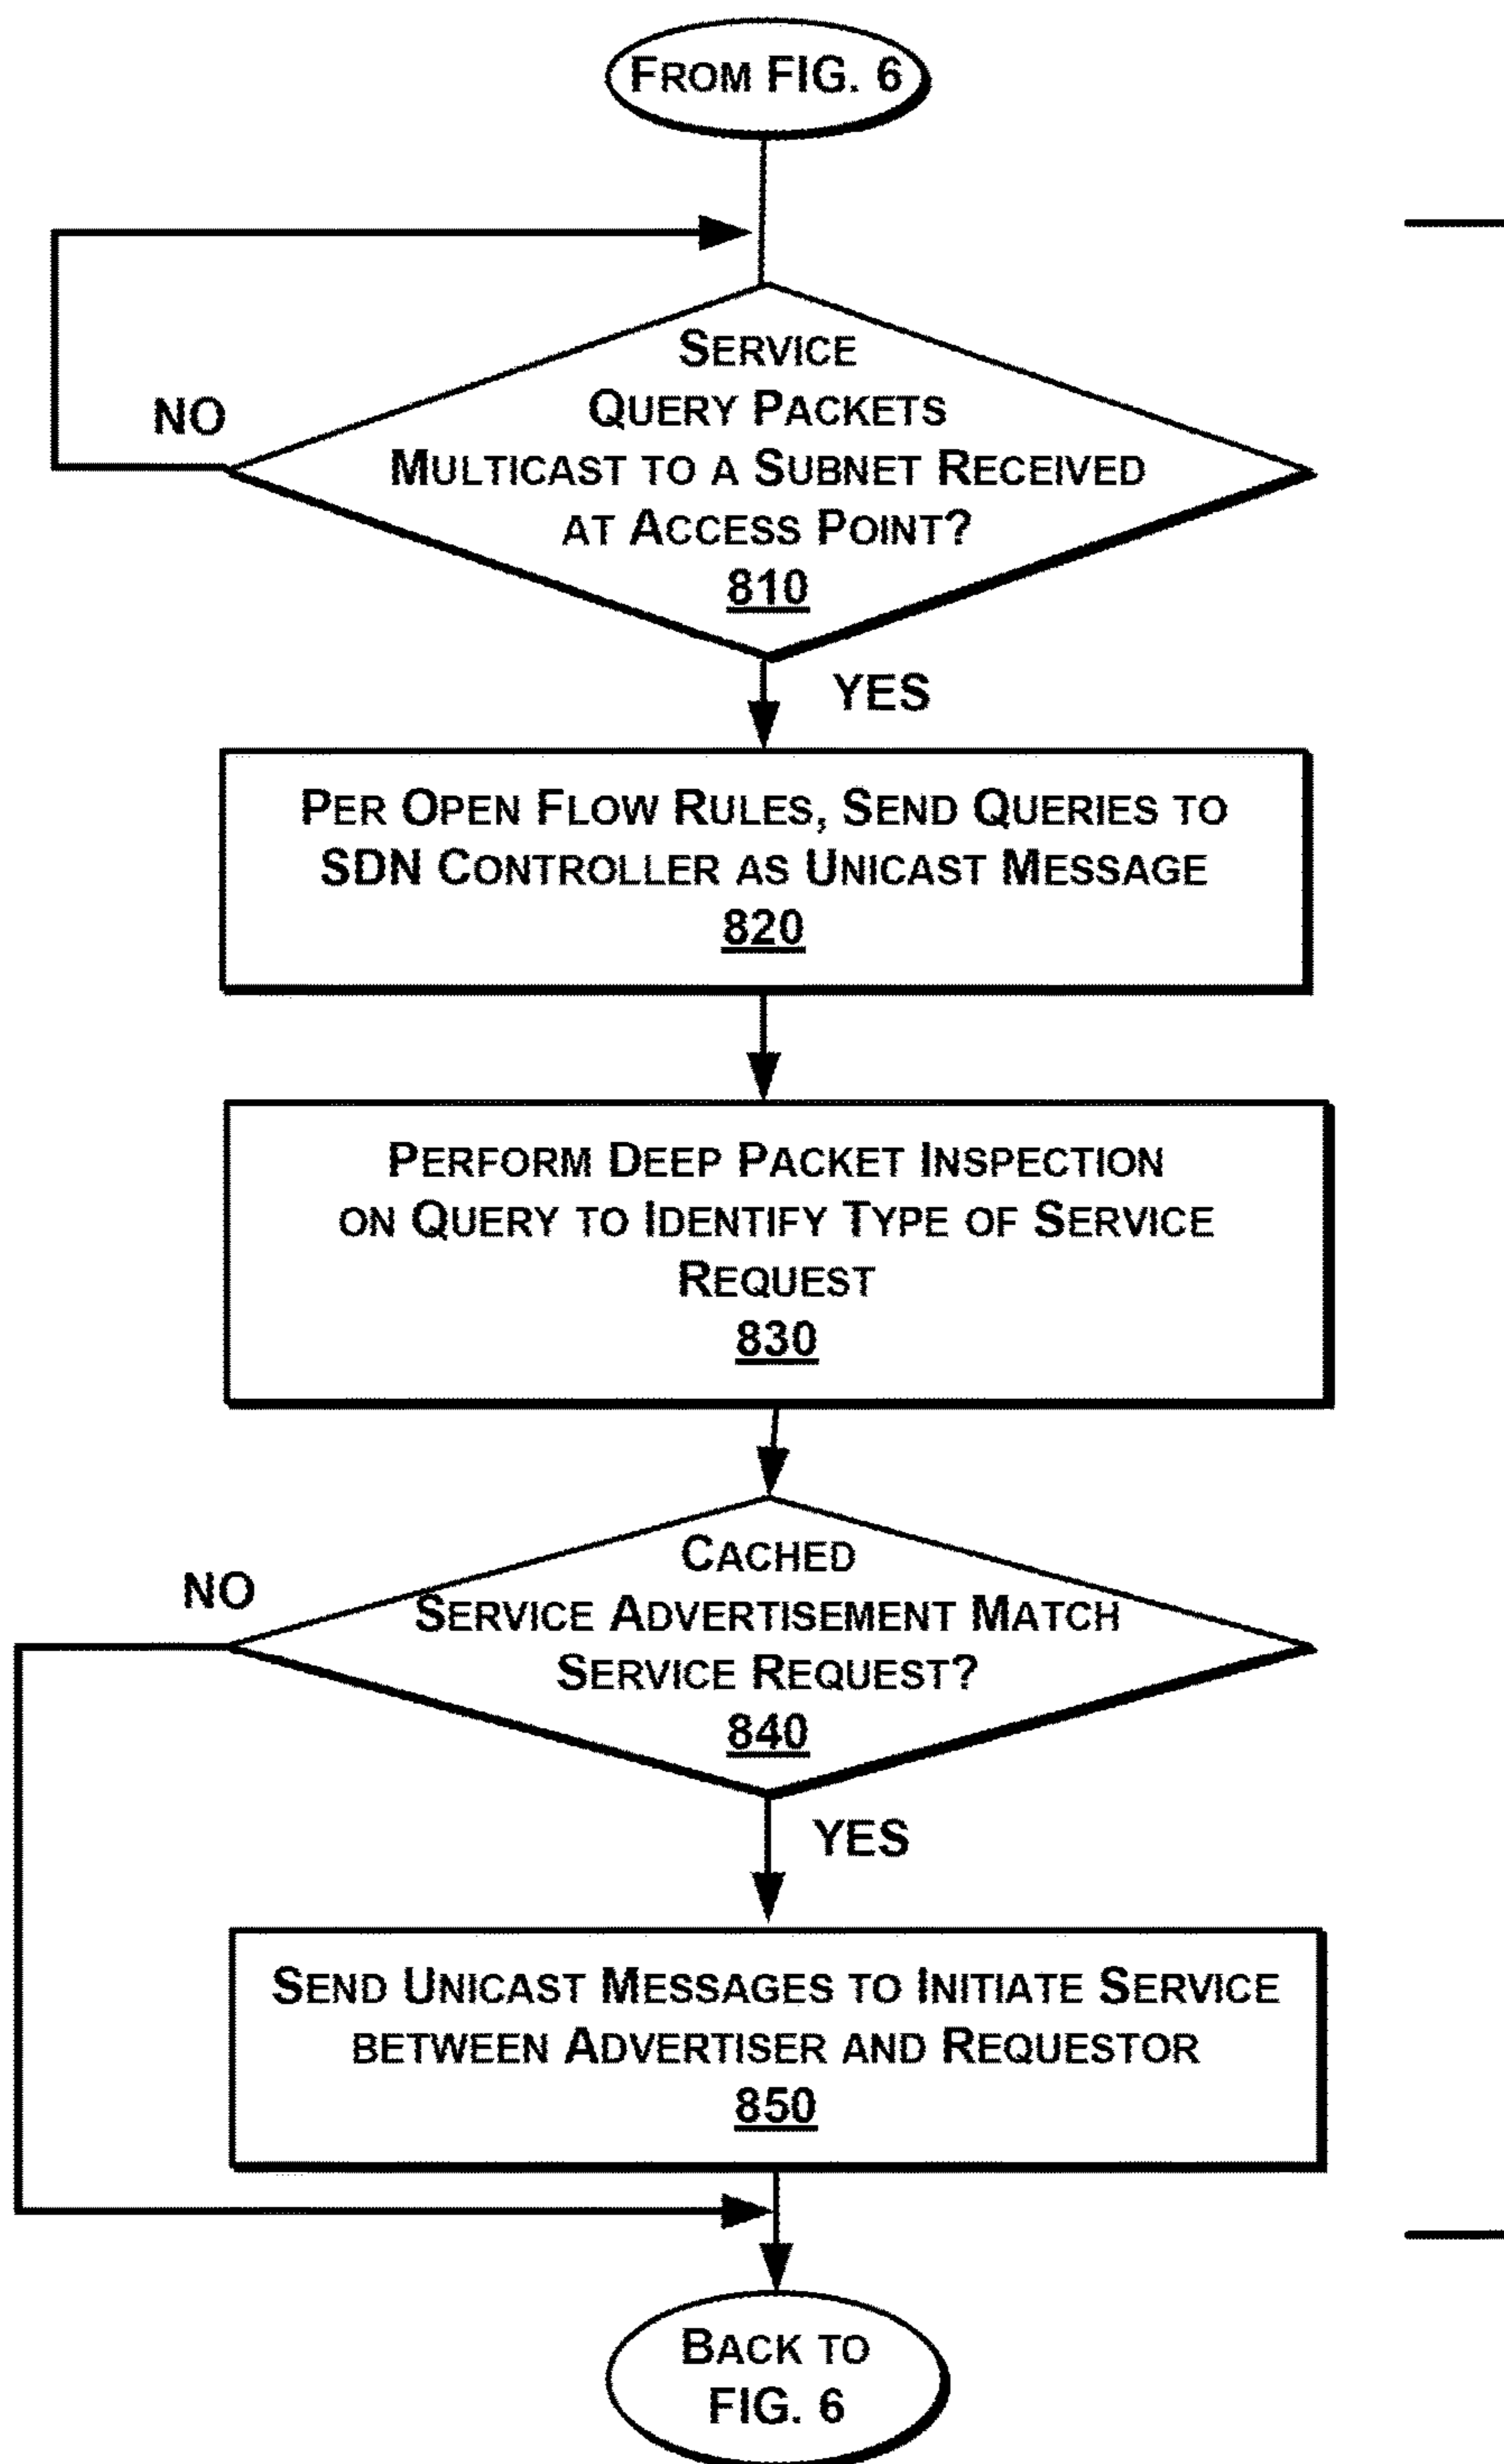 FROM FIG. 6
SERVICE
QUERY PACKETS
MULTICAST TO A SUBNET RECEIVED
AT ACCESS POINT?
810
NO
YES
PER OPEN FLOW RULES, SEND QUERIES TO
SDN CONTROLLER AS UNICAST MESSAGE
820
PERFORM DEEP PACKET INSPECTION
ON QUERY TO IDENTIFY TYPE OF SERVICE
REQUEST
830
CACHED
SERVICE ADVERTISEMENT MATCH
SERVICE REQUEST?
840
NO
YES
SEND UNICAST MESSAGES TO INITIATE SERVICE
BETWEEN ADVERTISER AND REQUESTOR
850
BACK TO
FIG. 6